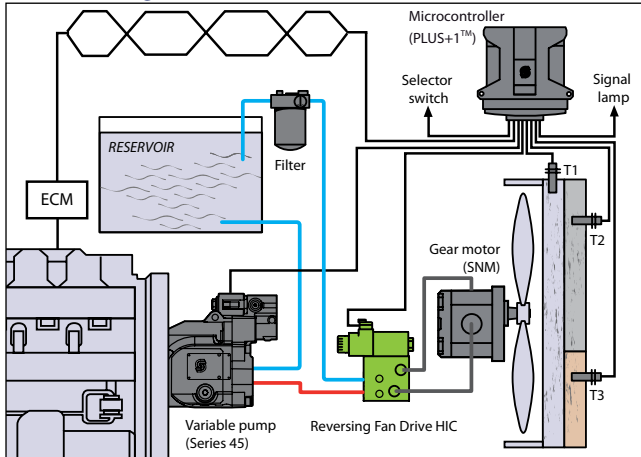 Microcontroller
(PLUS+1™)
Selector
switch
Signal
lamp
RESERVOIR
Filter
T1
ECM
T2
Gear motor
(SNM)
T3
Variable pump
(Series 45)
Reversing Fan Drive HIC